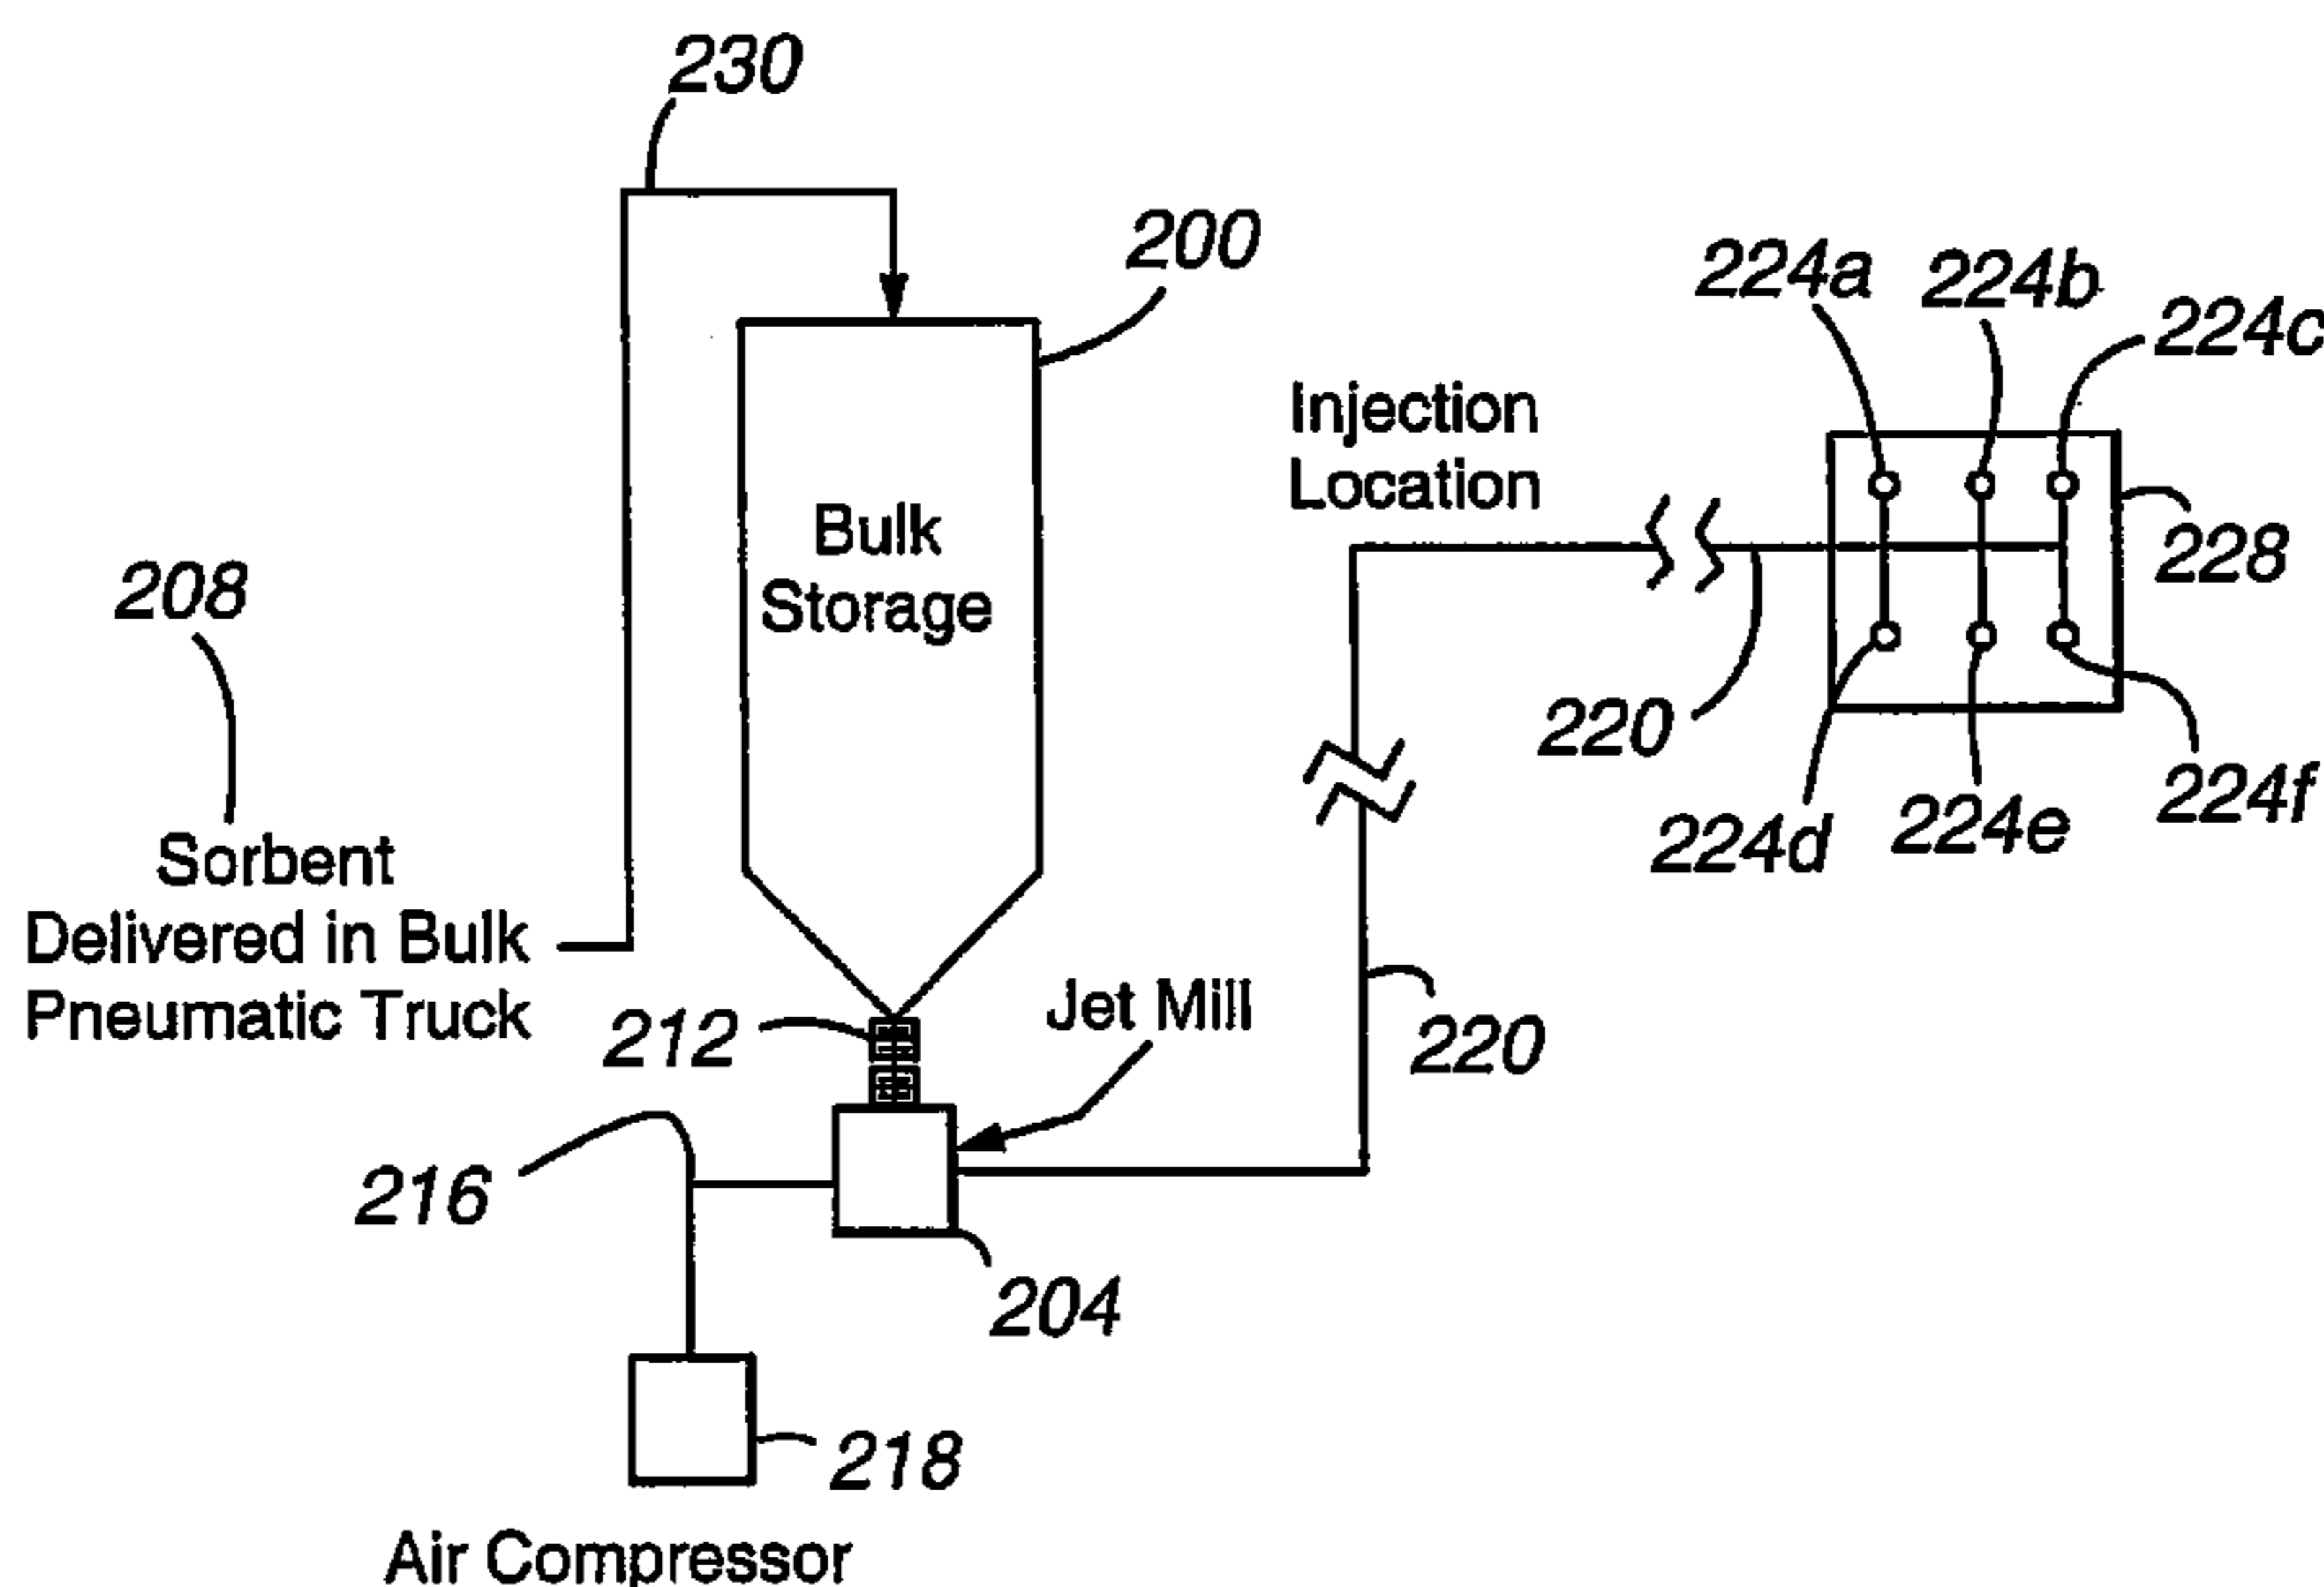 230
200
224a
224b
224c
Injection
Location
Bulk
Storage
228
208
220
224d
224e
224f
Sorbent
Delivered in Bulk
Pneumatic Truck
212
Jet Mill
220
216
204
218
Air Compressor